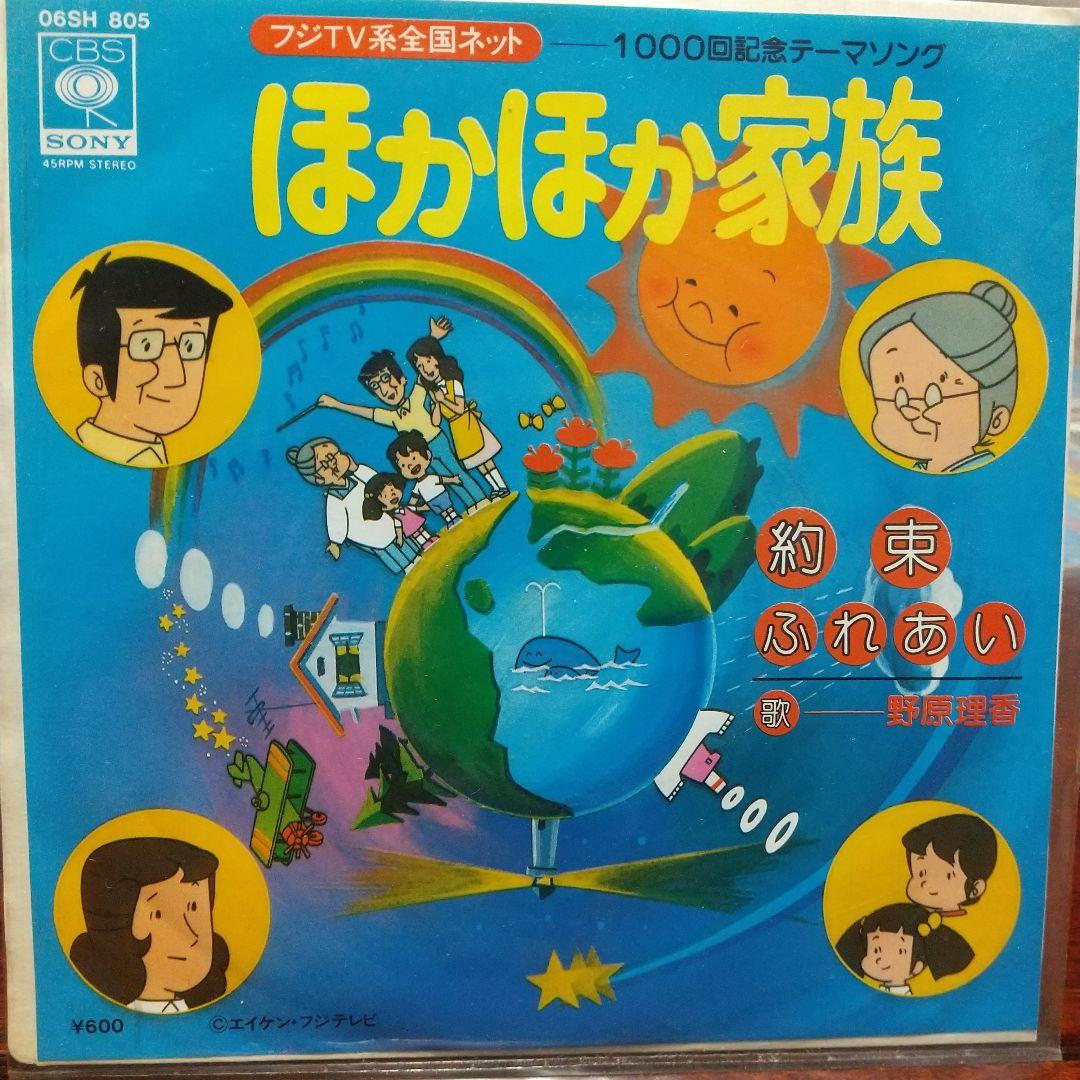 06SH 805
CBS
SONY
45RPM STEREO
フジTV系全国ネット——1000回記念テーマソング
ほかほか家族
約束
ふれあい
歌——野原理香
¥600
©エイケン・フジテレビ